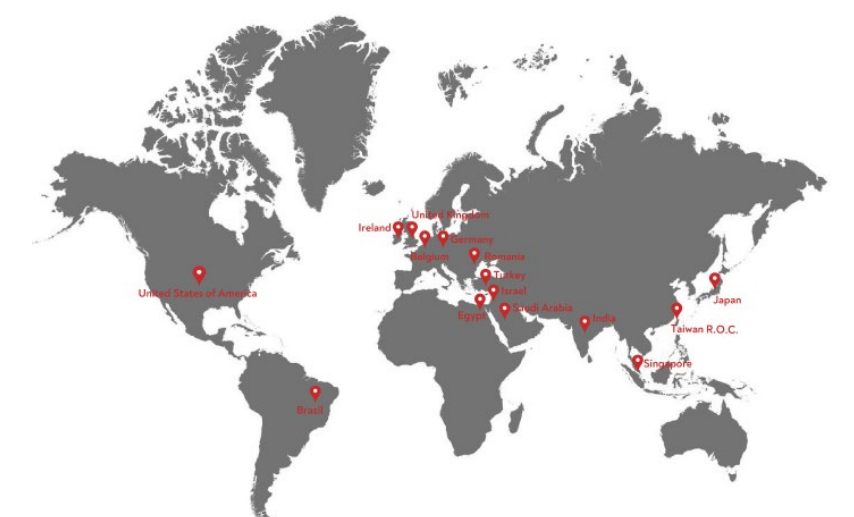 United Kingdom
Ireland
Germany
Belgium
Romania
Turkey
Israel
United States of America
Japan
Saudi Arabia
Egypt
India
Taiwan R.O.C.
Singapore
Brasil